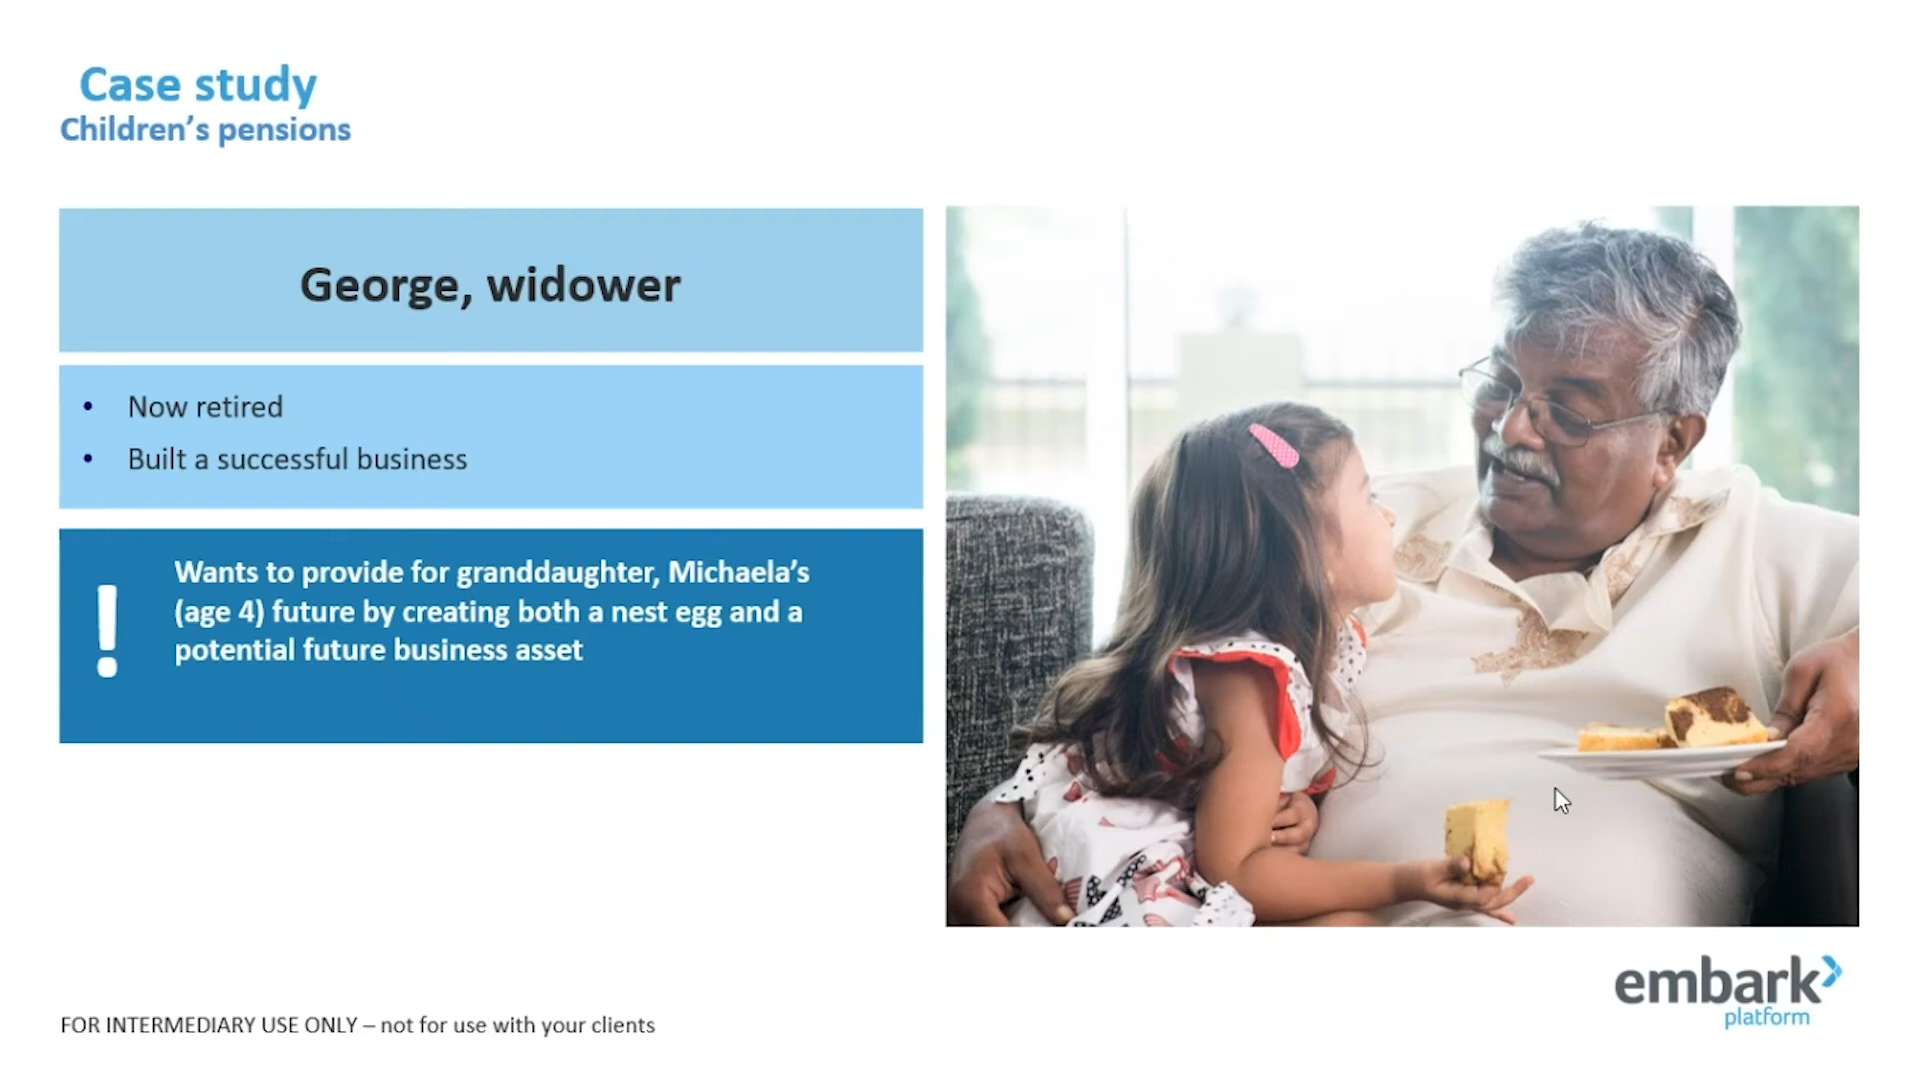 Case study
Children’s pensions
George, widower
• Now retired
• Built a successful business
!
Wants to provide for granddaughter, Michaela’s
(age 4) future by creating both a nest egg and a
potential future business asset
embark
platform
FOR INTERMEDIARY USE ONLY – not for use with your clients